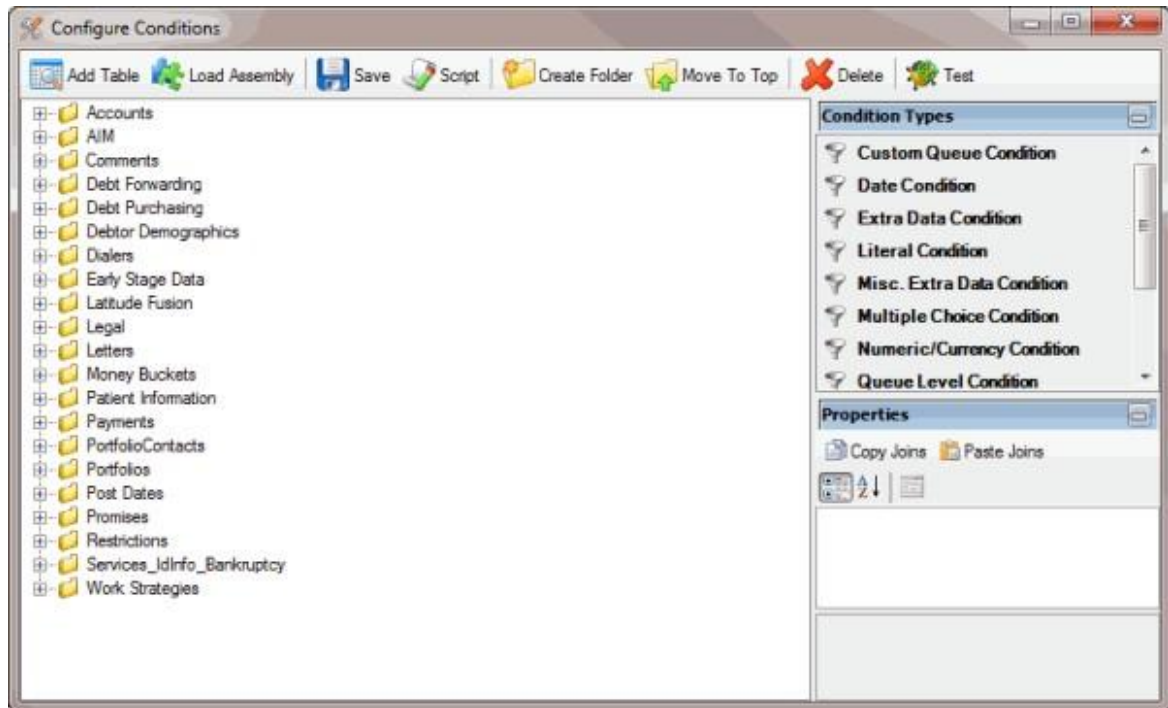 Configure Conditions
Add Table Load Assembly Save Script Create Folder Move To Top Delete Test
Accounts
AIM
Comments
Debt Forwarding
Debt Purchasing
Debtor Demographics
Dialers
Early Stage Data
Latitude Fusion
Legal
Letters
Money Buckets
Patient Information
Payments
PortfolioContacts
Portfolios
Post Dates
Promises
Restrictions
Services_IdInfo_Bankruptcy
Work Strategies
Condition Types
Custom Queue Condition
Date Condition
Extra Data Condition
Literal Condition
Misc. Extra Data Condition
Multiple Choice Condition
Numeric/Currency Condition
Queue Level Condition
Properties
Copy Joins Paste Joins